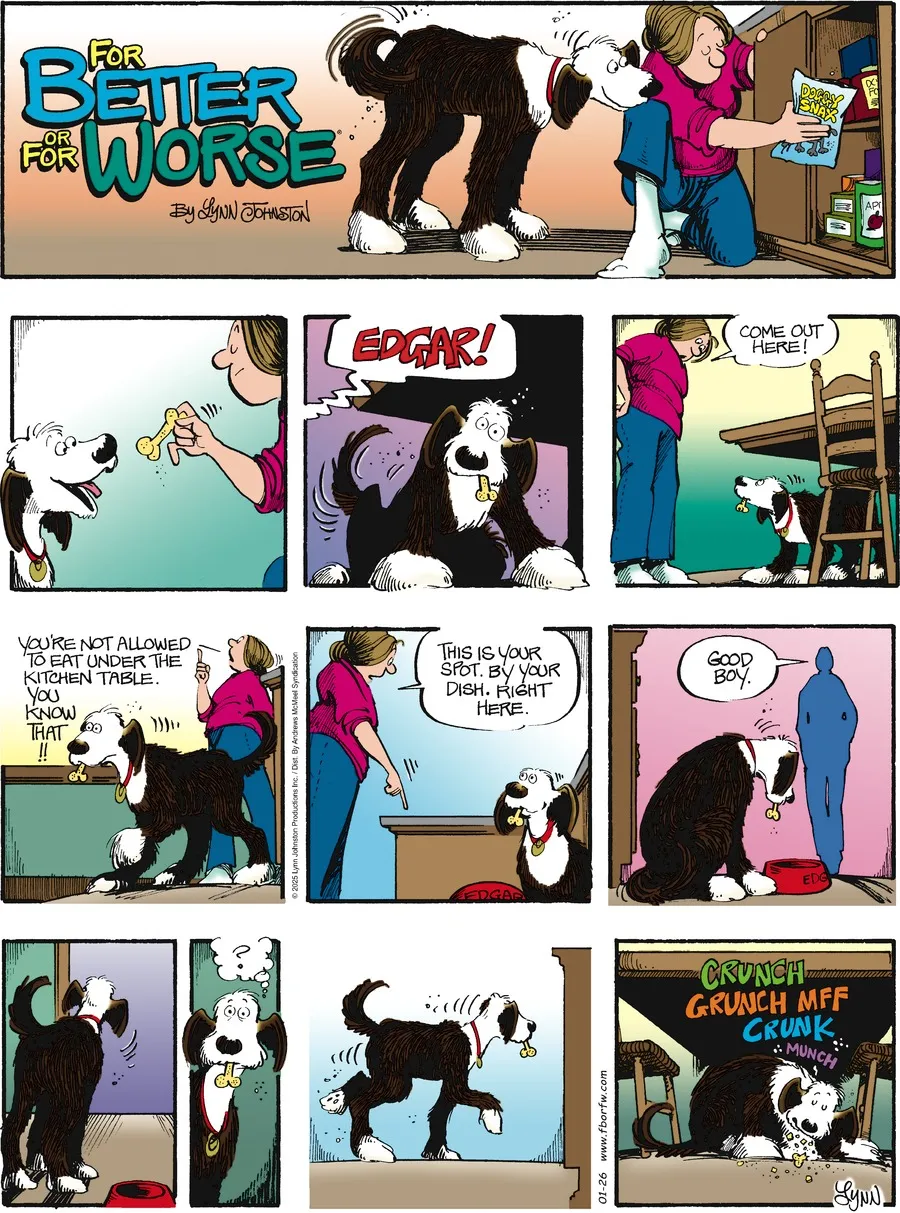 FOR
BETTER
OR
FOR WORSE
By LYNN JOHNSTON
DOGGY
SNAX
EDGAR!
COME OUT
HERE!
YOU'RE NOT ALLOWED
TO EAT UNDER THE
KITCHEN TABLE.
YOU
KNOW
THAT
!!
© 2025 Lynn Johnston Productions Inc. / Dist. By Andrews McMeel Syndication
THIS IS YOUR
SPOT. BY YOUR
DISH. RIGHT
HERE.
EDGAR
GOOD
BOY.
EDG
?
01-26 www.fborfw.com
CRUNCH
GRUNCH MFF
CRUNK
MUNCH
LYNN